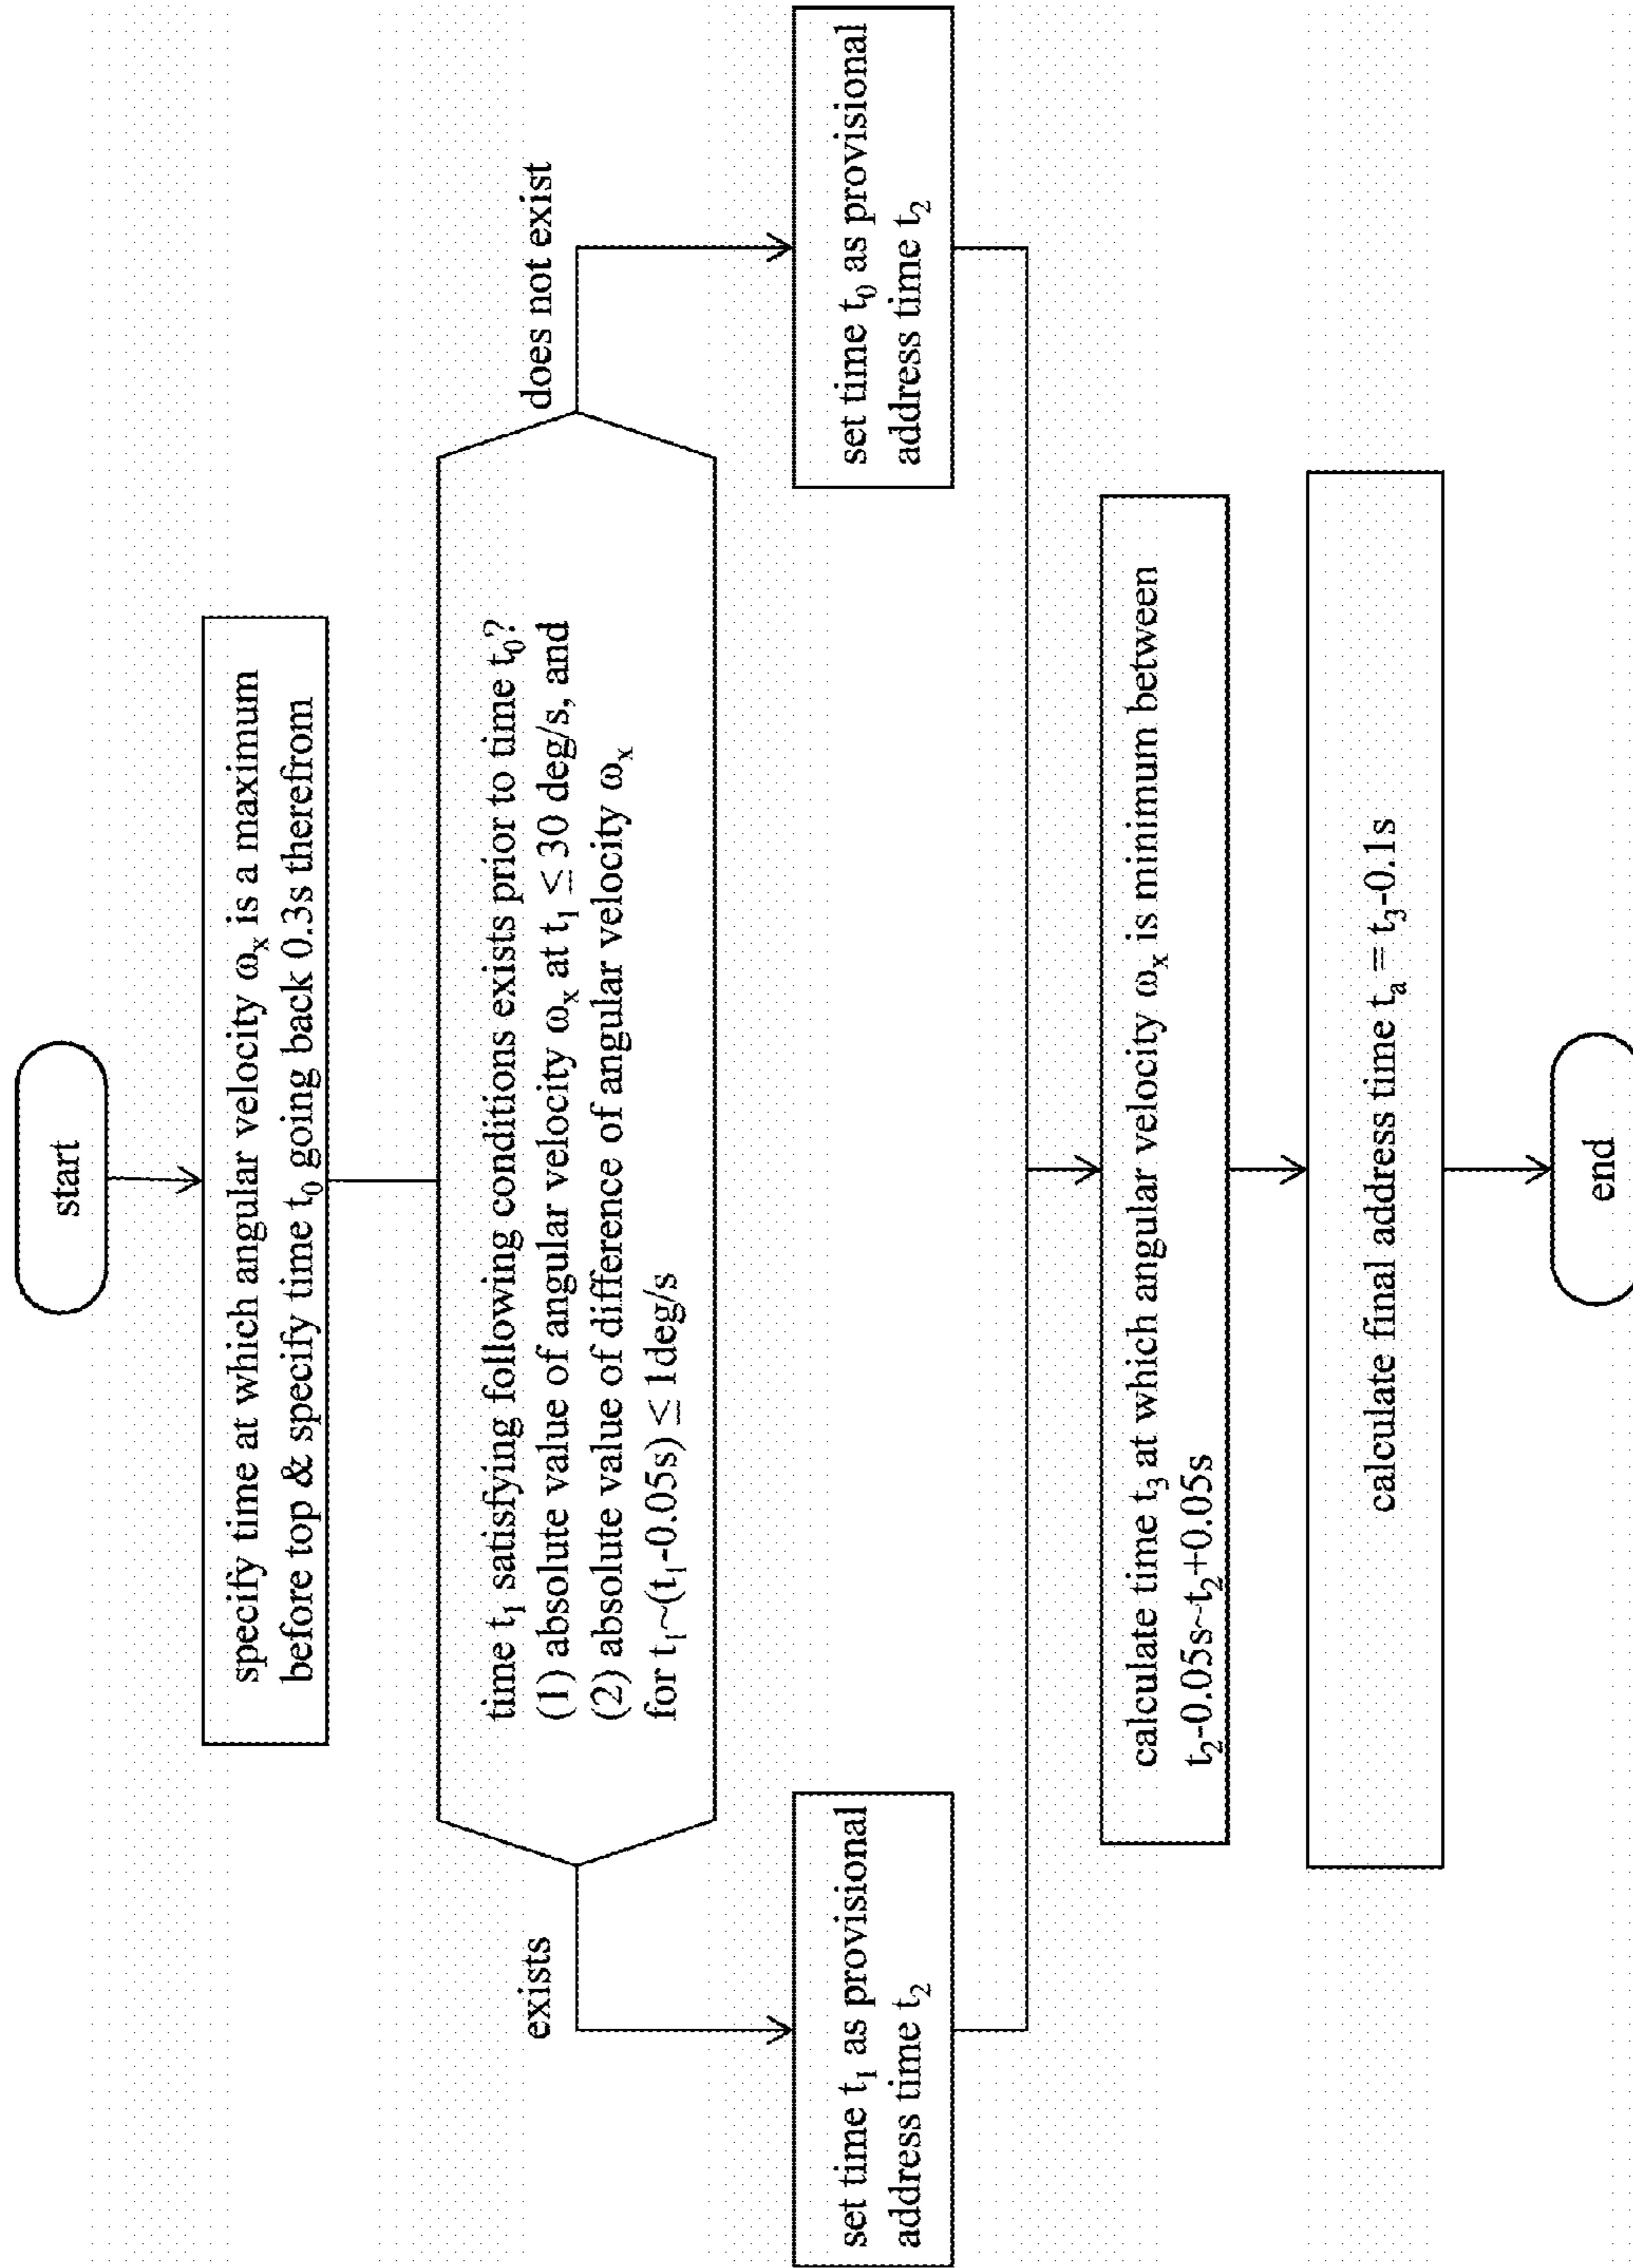 start
specify time at which angular velocity ωₓ is a maximum
before top & specify time t₀ going back 0.3s therefrom
time t₁ satisfying following conditions exists prior to time t₀?
(1) absolute value of angular velocity ωₓ at t₁ ≦ 30 deg/s, and
(2) absolute value of difference of angular velocity ωₓ
for t₁~(t₁-0.05s) ≦ 1deg/s
exists
does not exist
set time t₁ as provisional
address time t₂
set time t₀ as provisional
address time t₂
calculate time t₃ at which angular velocity ωₓ is minimum between
t₂-0.05s~t₂+0.05s
calculate final address time tₐ = t₃-0.1s
end